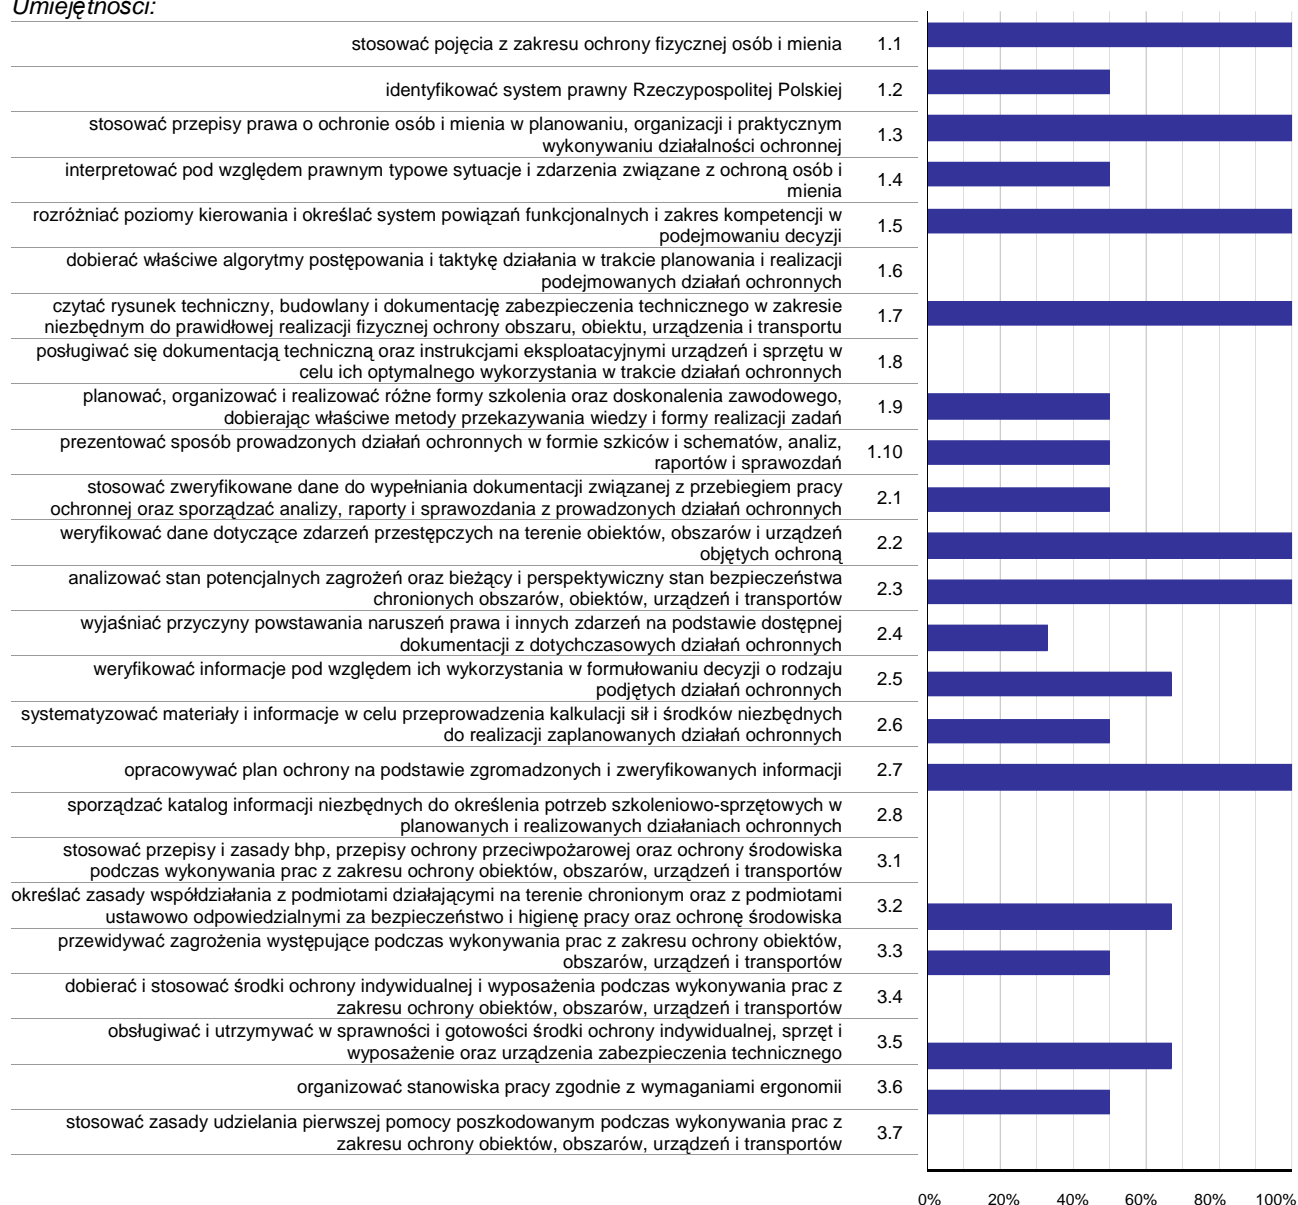 Umiejętności:
stosować pojęcia z zakresu ochrony fizycznej osób i mienia 1.1
identyfikować system prawny Rzeczypospolitej Polskiej 1.2
stosować przepisy prawa o ochronie osób i mienia w planowaniu, organizacji i praktycznym
wykonywaniu działalności ochronnej 1.3
interpretować pod względem prawnym typowe sytuacje i zdarzenia związane z ochroną osób i
mienia 1.4
rozróżniać poziomy kierowania i określać system powiązań funkcjonalnych i zakres kompetencji w
podejmowaniu decyzji 1.5
dobierać właściwe algorytmy postępowania i taktykę działania w trakcie planowania i realizacji
podejmowanych działań ochronnych 1.6
czytać rysunek techniczny, budowlany i dokumentację zabezpieczenia technicznego w zakresie
niezbędnym do prawidłowej realizacji fizycznej ochrony obszaru, obiektu, urządzenia i transportu 1.7
posługiwać się dokumentacją techniczną oraz instrukcjami eksploatacyjnymi urządzeń i sprzętu w
celu ich optymalnego wykorzystania w trakcie działań ochronnych 1.8
planować, organizować i realizować różne formy szkolenia oraz doskonalenia zawodowego,
dobierając właściwe metody przekazywania wiedzy i formy realizacji zadań 1.9
prezentować sposób prowadzonych działań ochronnych w formie szkiców i schematów, analiz,
raportów i sprawozdań 1.10
stosować zweryfikowane dane do wypełniania dokumentacji związanej z przebiegiem pracy
ochronnej oraz sporządzać analizy, raporty i sprawozdania z prowadzonych działań ochronnych 2.1
weryfikować dane dotyczące zdarzeń przestępczych na terenie obiektów, obszarów i urządzeń
objętych ochroną 2.2
analizować stan potencjalnych zagrożeń oraz bieżący i perspektywiczny stan bezpieczeństwa
chronionych obszarów, obiektów, urządzeń i transportów 2.3
wyjaśniać przyczyny powstawania naruszeń prawa i innych zdarzeń na podstawie dostępnej
dokumentacji z dotychczasowych działań ochronnych 2.4
weryfikować informacje pod względem ich wykorzystania w formułowaniu decyzji o rodzaju
podjętych działań ochronnych 2.5
systematyzować materiały i informacje w celu przeprowadzenia kalkulacji sił i środków niezbędnych
do realizacji zaplanowanych działań ochronnych 2.6
opracowywać plan ochrony na podstawie zgromadzonych i zweryfikowanych informacji 2.7
sporządzać katalog informacji niezbędnych do określenia potrzeb szkoleniowo-sprzętowych w
planowanych i realizowanych działaniach ochronnych 2.8
stosować przepisy i zasady bhp, przepisy ochrony przeciwpożarowej oraz ochrony środowiska
podczas wykonywania prac z zakresu ochrony obiektów, obszarów, urządzeń i transportów 3.1
określać zasady współdziałania z podmiotami działającymi na terenie chronionym oraz z podmiotami
ustawowo odpowiedzialnymi za bezpieczeństwo i higienę pracy oraz ochronę środowiska 3.2
przewidywać zagrożenia występujące podczas wykonywania prac z zakresu ochrony obiektów,
obszarów, urządzeń i transportów 3.3
dobierać i stosować środki ochrony indywidualnej i wyposażenia podczas wykonywania prac z
zakresu ochrony obiektów, obszarów, urządzeń i transportów 3.4
obsługiwać i utrzymywać w sprawności i gotowości środki ochrony indywidualnej, sprzęt i
wyposażenie oraz urządzenia zabezpieczenia technicznego 3.5
organizować stanowiska pracy zgodnie z wymaganiami ergonomii 3.6
stosować zasady udzielania pierwszej pomocy poszkodowanym podczas wykonywania prac z
zakresu ochrony obiektów, obszarów, urządzeń i transportów 3.7
0% 20% 40% 60% 80% 100%